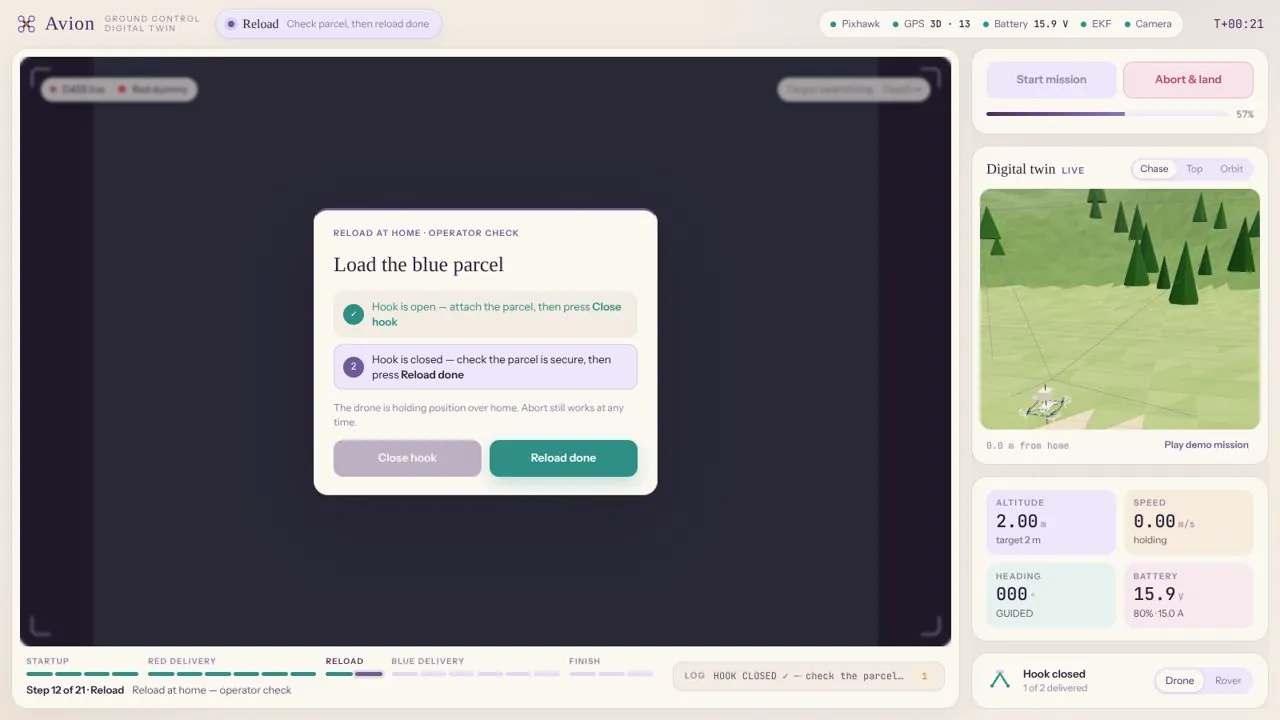 Avion
GROUND CONTROL
DIGITAL TWIN
Reload Check parcel, then reload done
Pixhawk GPS 3D · 13 Battery 15.9 V EKF Camera
T+00:21
D455 live Red dummy
RELOAD AT HOME · OPERATOR CHECK
Load the blue parcel
✓ Hook is open — attach the parcel, then press Close
hook
2 Hook is closed — check the parcel is secure, then
press Reload done
The drone is holding position over home. Abort still works at any
time.
Close hook Reload done
STARTUP RED DELIVERY RELOAD BLUE DELIVERY FINISH
Step 12 of 21 · Reload Reload at home — operator check
LOG HOOK CLOSED ✓ — check the parcel… 1
Start mission Abort & land
57%
Digital twin LIVE Chase Top Orbit
0.0 m from home Play demo mission
ALTITUDE
2.00 m
target 2 m
SPEED
0.00 m/s
holding
HEADING
000 °
GUIDED
BATTERY
15.9 V
80% · 15.0 A
Hook closed
1 of 2 delivered
Drone Rover